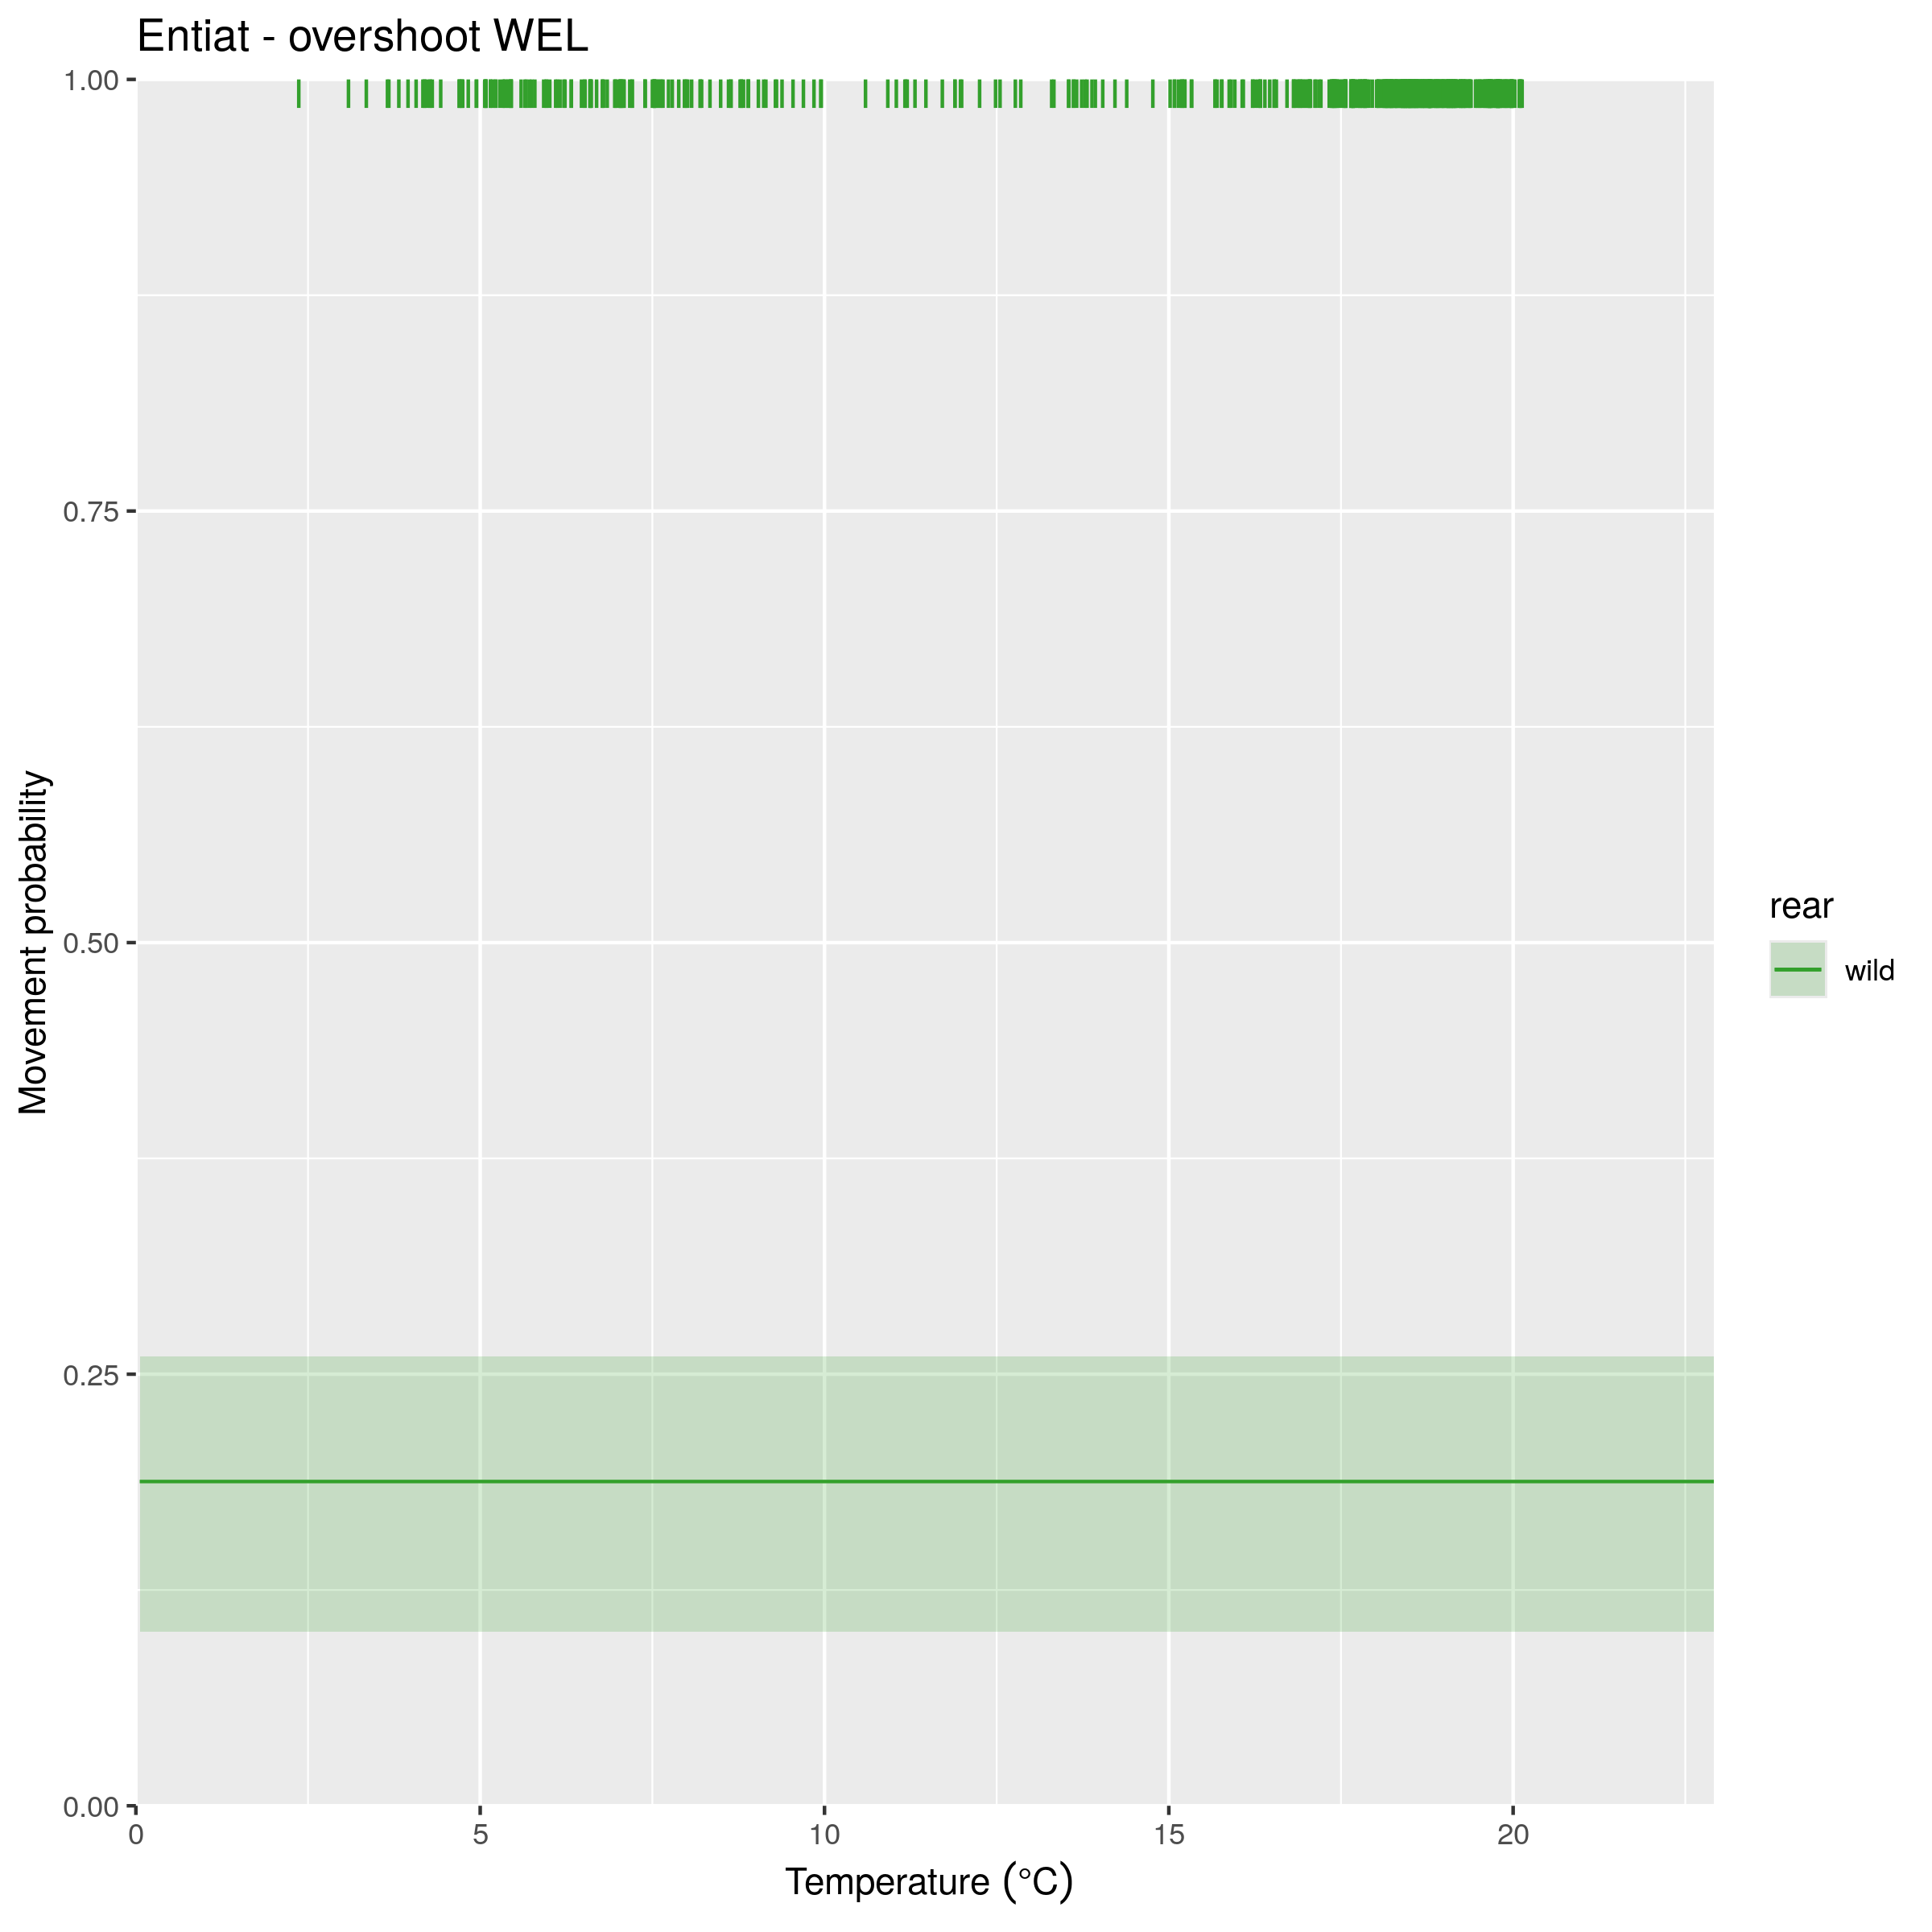 Entiat - overshoot WEL
1.00
0.75
0.50
0.25
0.00
Movement probability
0
5
10
15
20
Temperature (°C)
rear
wild